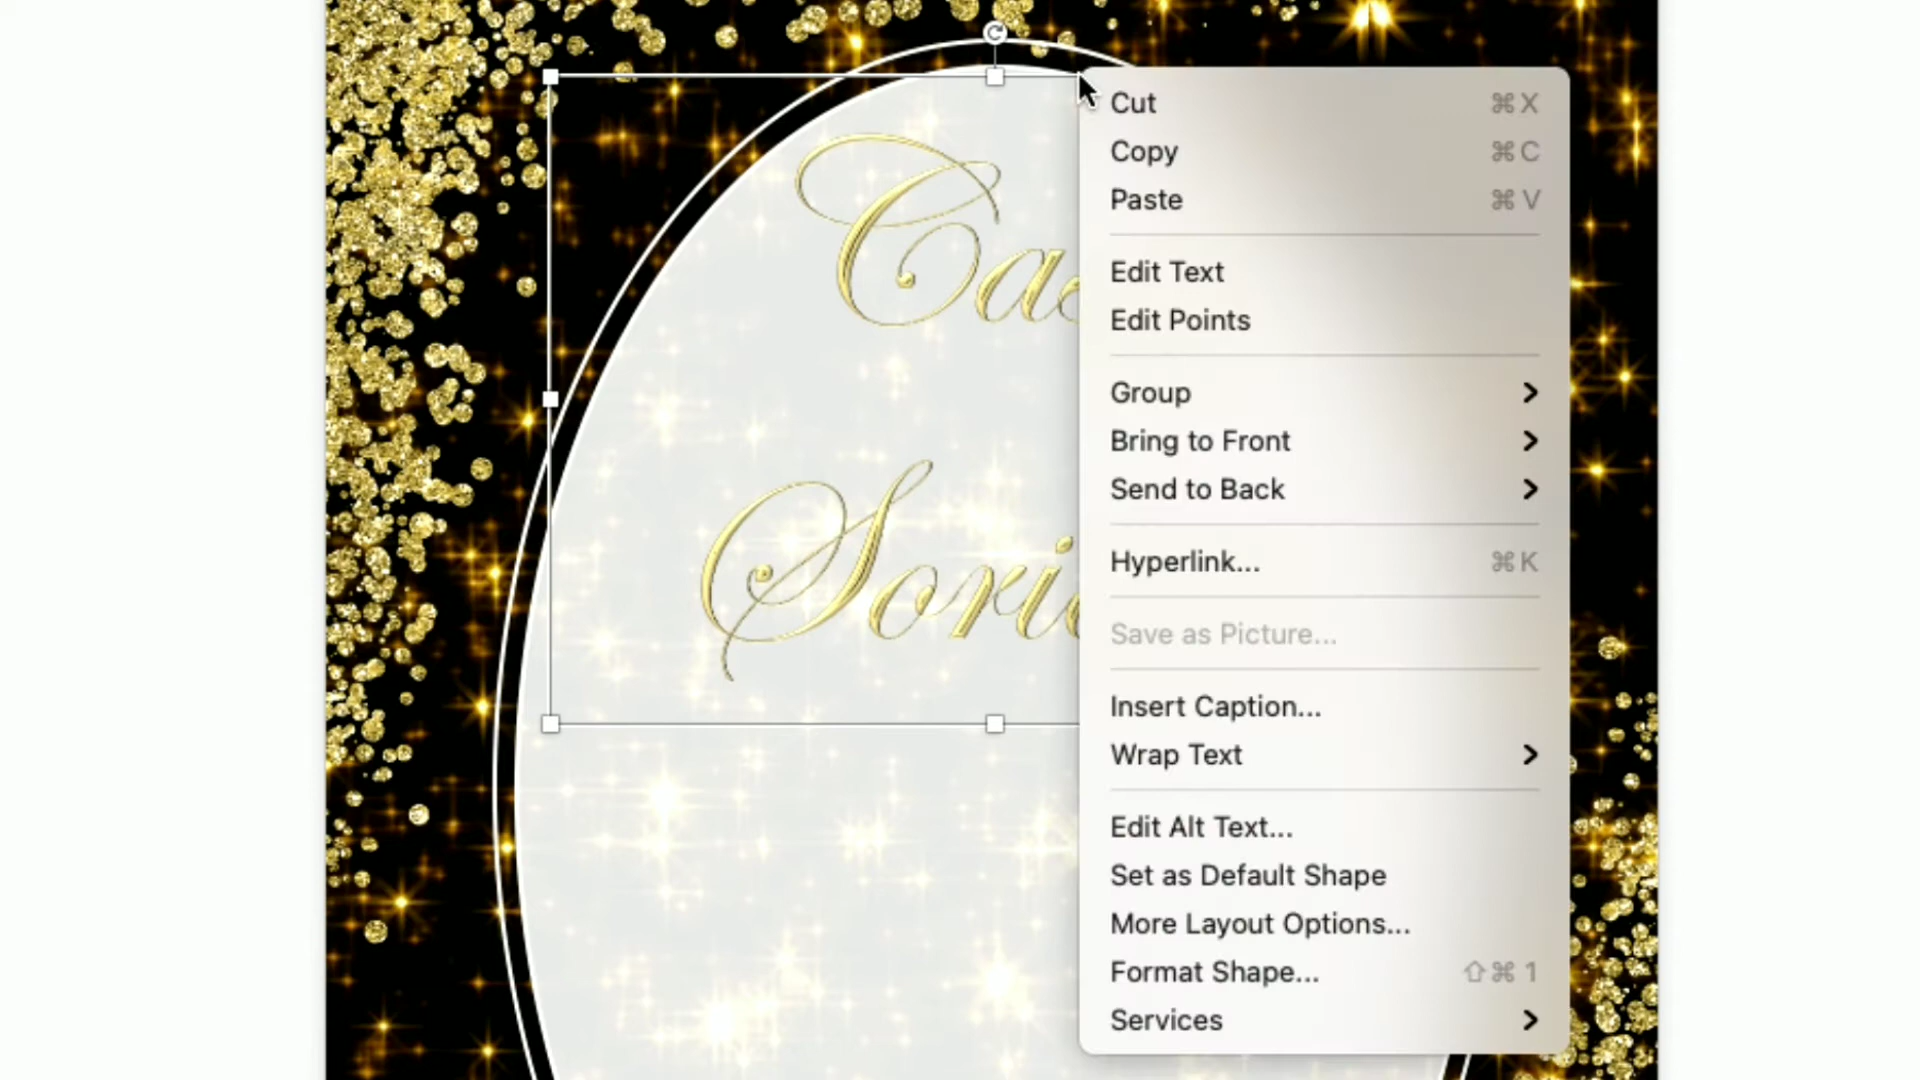 Cut ⌘X
Copy ⌘C
Paste ⌘V
Edit Text
Edit Points
Group
Bring to Front
Send to Back
Hyperlink... ⌘K
Save as Picture...
Insert Caption...
Wrap Text
Edit Alt Text...
Set as Default Shape
More Layout Options...
Format Shape... ⇧⌘1
Services